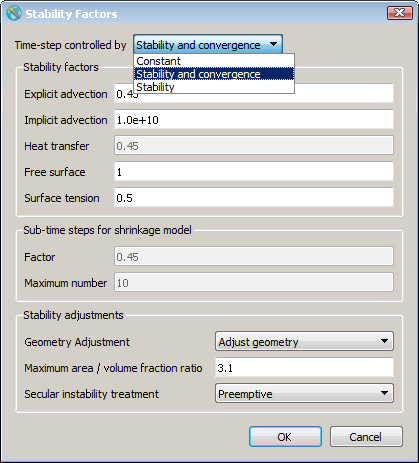 Stability Factors
Time-step controlled by Stability and convergence
Constant
Stability and convergence
Stability
Stability factors
Explicit advection 0.45
Implicit advection 1.0e+10
Heat transfer 0.45
Free surface 1
Surface tension 0.5
Sub-time steps for shrinkage model
Factor 0.45
Maximum number 10
Stability adjustments
Geometry Adjustment Adjust geometry
Maximum area / volume fraction ratio 3.1
Secular instability treatment Preemptive
OK Cancel